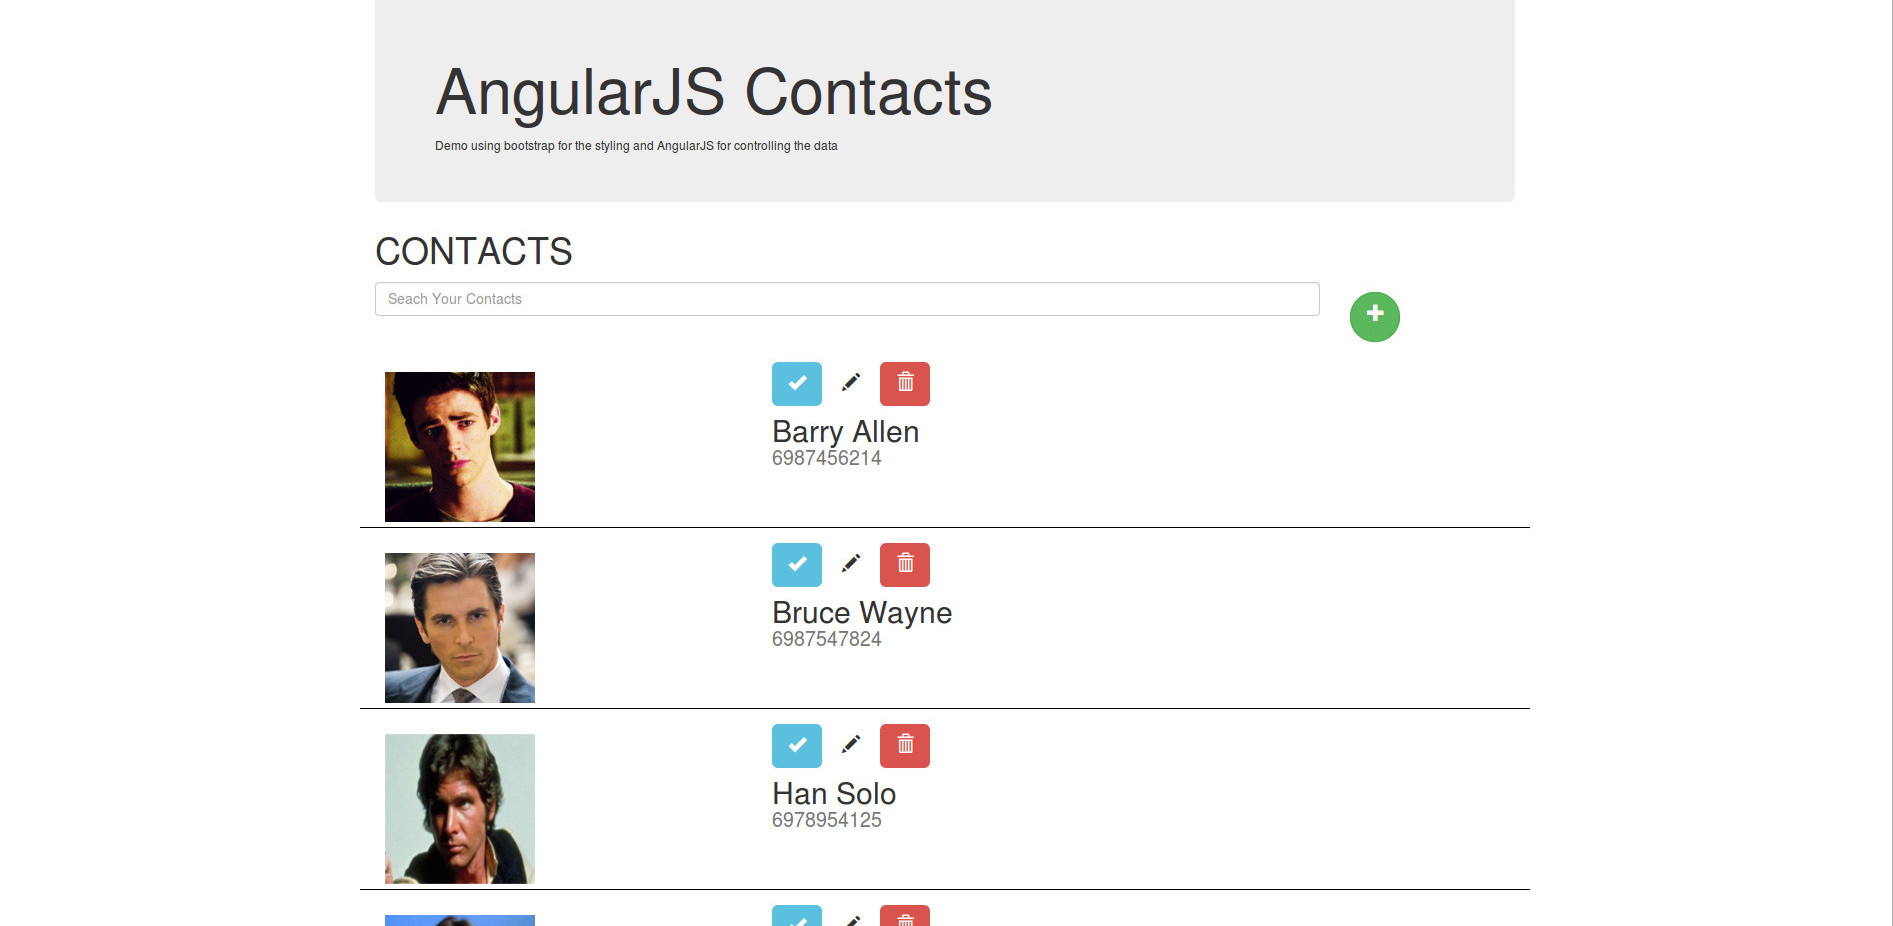 AngularJS Contacts
Demo using bootstrap for the styling and AngularJS for controlling the data
CONTACTS
Seach Your Contacts
Barry Allen
6987456214
Bruce Wayne
6987547824
Han Solo
6978954125